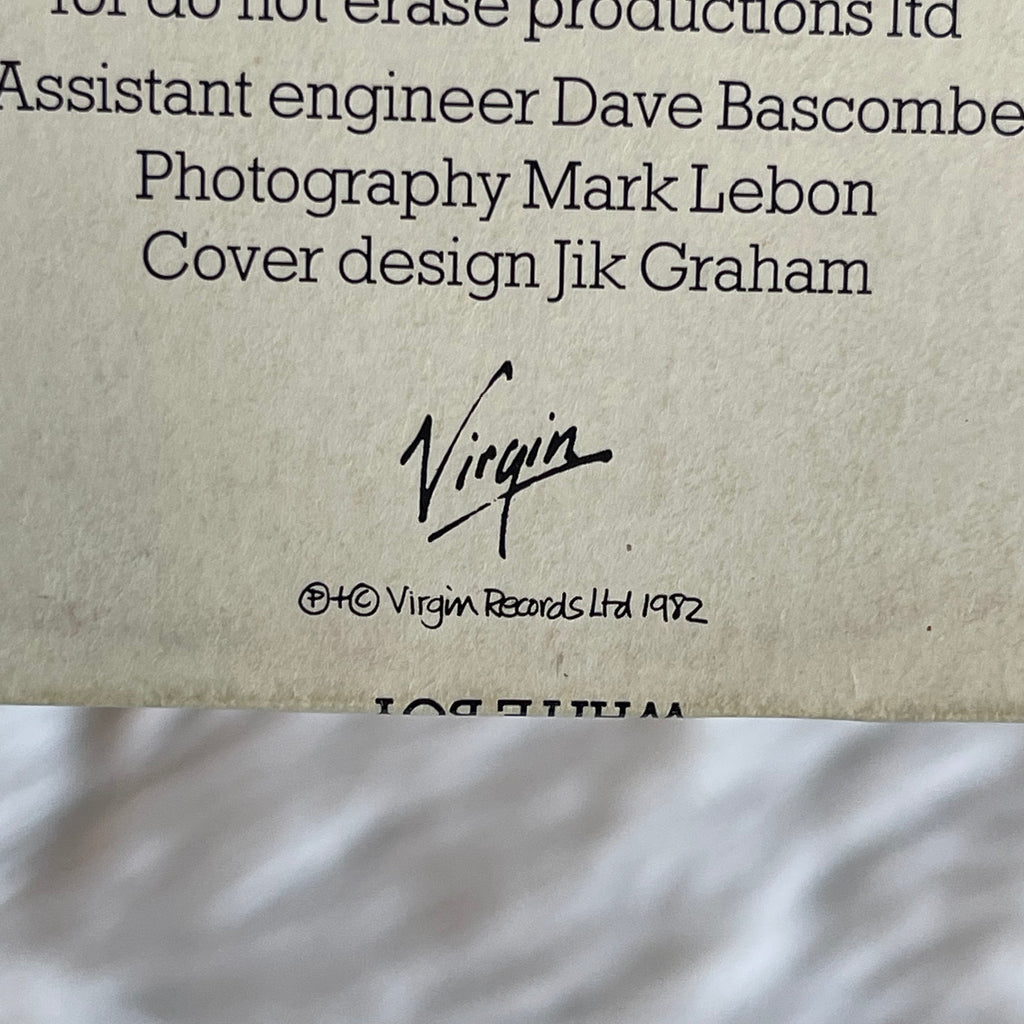 for do not erase productions ltd
Assistant engineer Dave Bascombe
Photography Mark Lebon
Cover design Jik Graham
Virgin
Ⓟ+© Virgin Records Ltd 1982